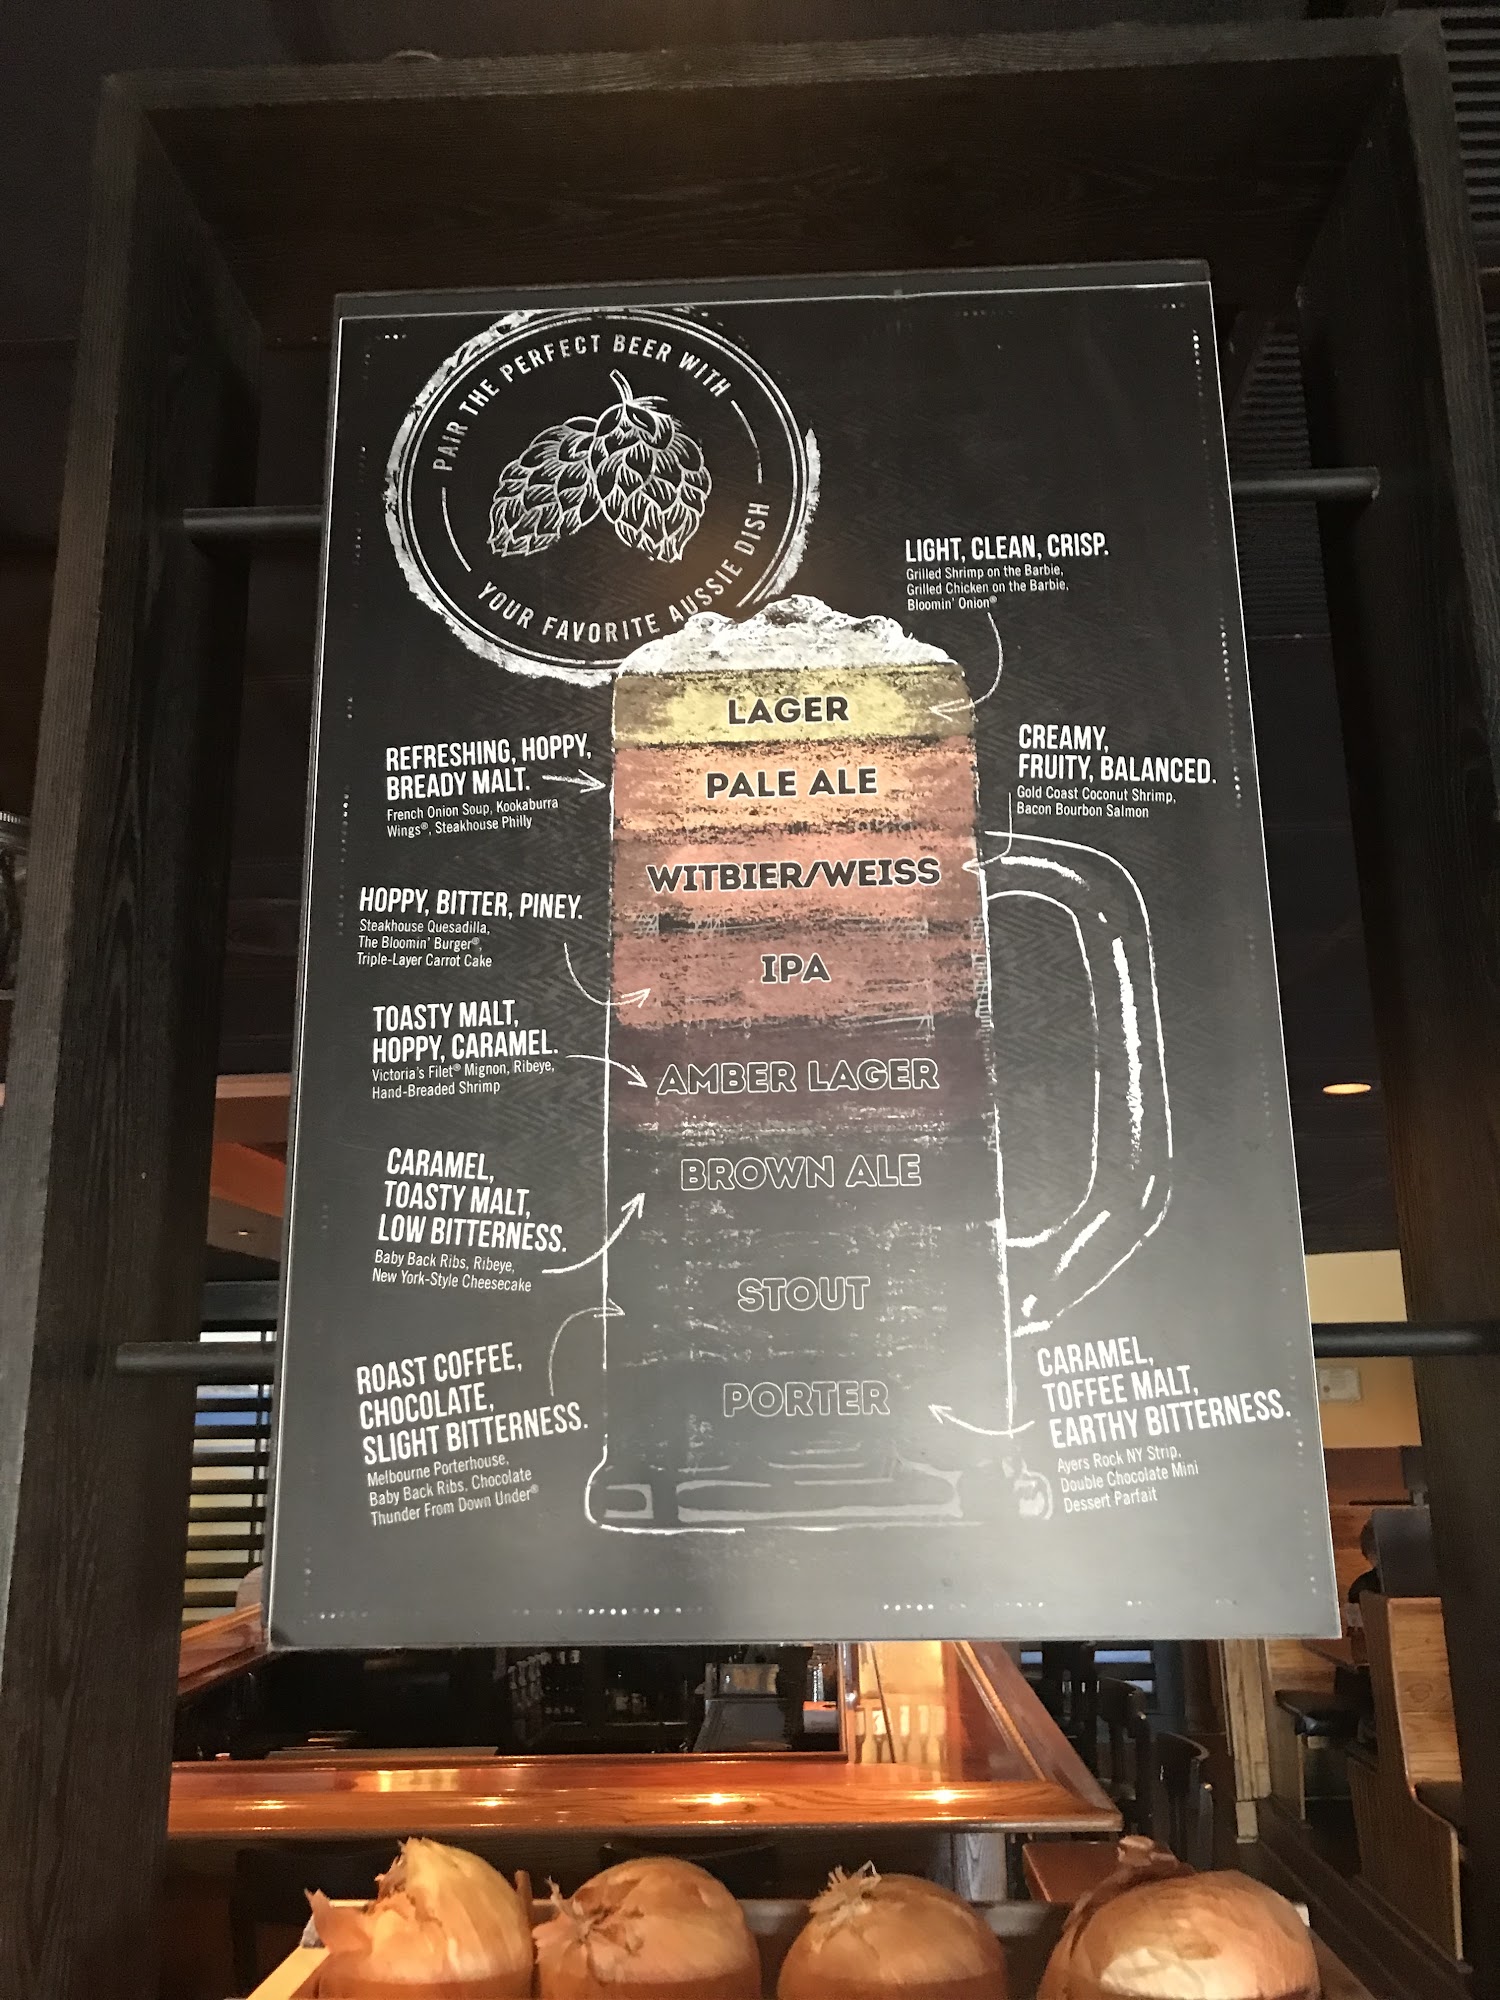 PAIR THE PERFECT BEER WITH
YOUR FAVORITE AUSSIE DISH
LIGHT, CLEAN, CRISP.
Grilled Shrimp on the Barbie,
Grilled Chicken on the Barbie,
Bloomin' Onion®
LAGER
REFRESHING, HOPPY,
BREADY MALT.
French Onion Soup, Kookaburra
Wings®, Steakhouse Philly
PALE ALE
CREAMY,
FRUITY, BALANCED.
Gold Coast Coconut Shrimp,
Bacon Bourbon Salmon
WITBIER/WEISS
HOPPY, BITTER, PINEY.
Steakhouse Quesadilla,
The Bloomin' Burger®,
Triple-Layer Carrot Cake
IPA
TOASTY MALT,
HOPPY, CARAMEL.
Victoria's Filet® Mignon, Ribeye,
Hand-Breaded Shrimp
AMBER LAGER
CARAMEL,
TOASTY MALT,
LOW BITTERNESS.
Baby Back Ribs, Ribeye,
New York-Style Cheesecake
BROWN ALE
STOUT
ROAST COFFEE,
CHOCOLATE,
SLIGHT BITTERNESS.
Melbourne Porterhouse,
Baby Back Ribs, Chocolate
Thunder From Down Under®
PORTER
CARAMEL,
TOFFEE MALT,
EARTHY BITTERNESS.
Ayers Rock NY Strip,
Double Chocolate Mini
Dessert Parfait